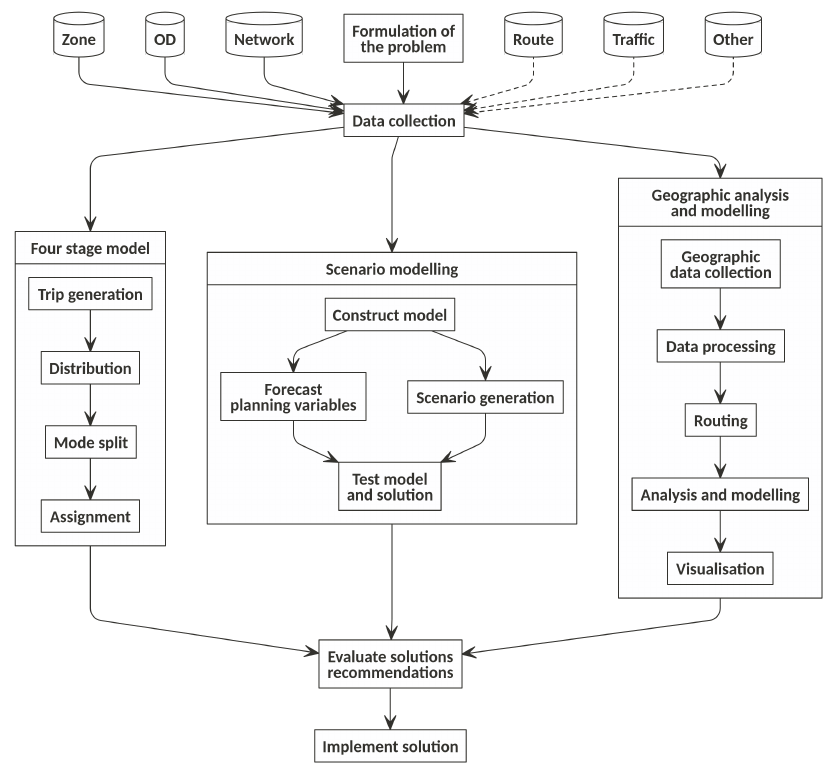 Zone
OD
Network
Formulation of
the problem
Route
Traffic
Other
Data collection
Four stage model
Trip generation
Distribution
Mode split
Assignment
Scenario modelling
Construct model
Forecast
planning variables
Scenario generation
Test model
and solution
Geographic analysis
and modelling
Geographic
data collection
Data processing
Routing
Analysis and modelling
Visualisation
Evaluate solutions
recommendations
Implement solution